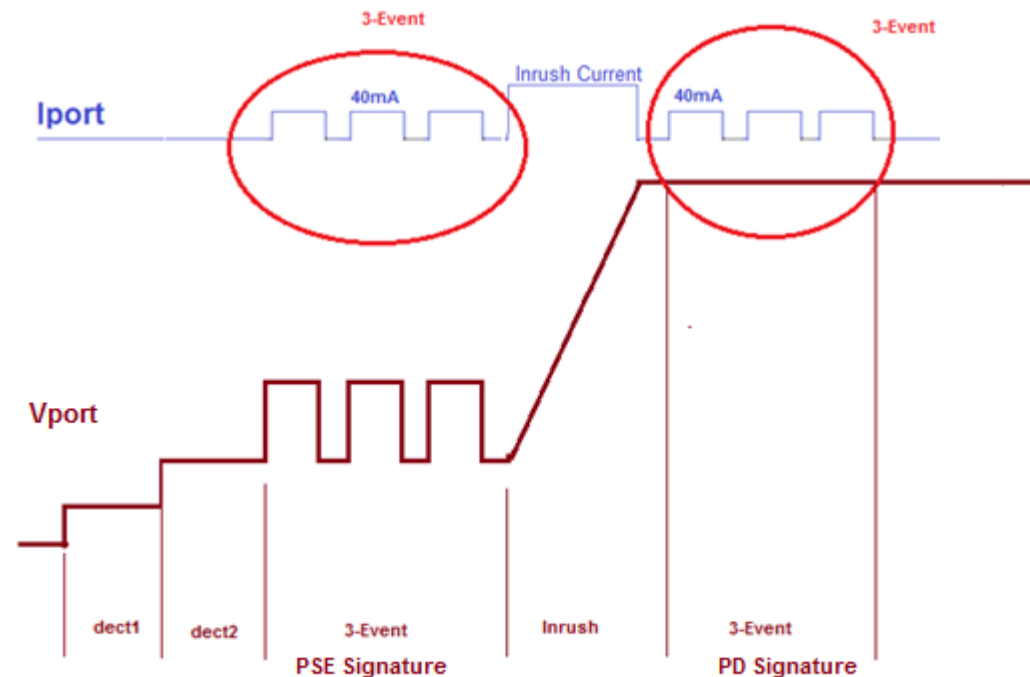 3-Event
3-Event
Inrush Current
40mA
40mA
Iport
Vport
dect1
dect2
3-Event
Inrush
3-Event
PSE Signature
PD Signature